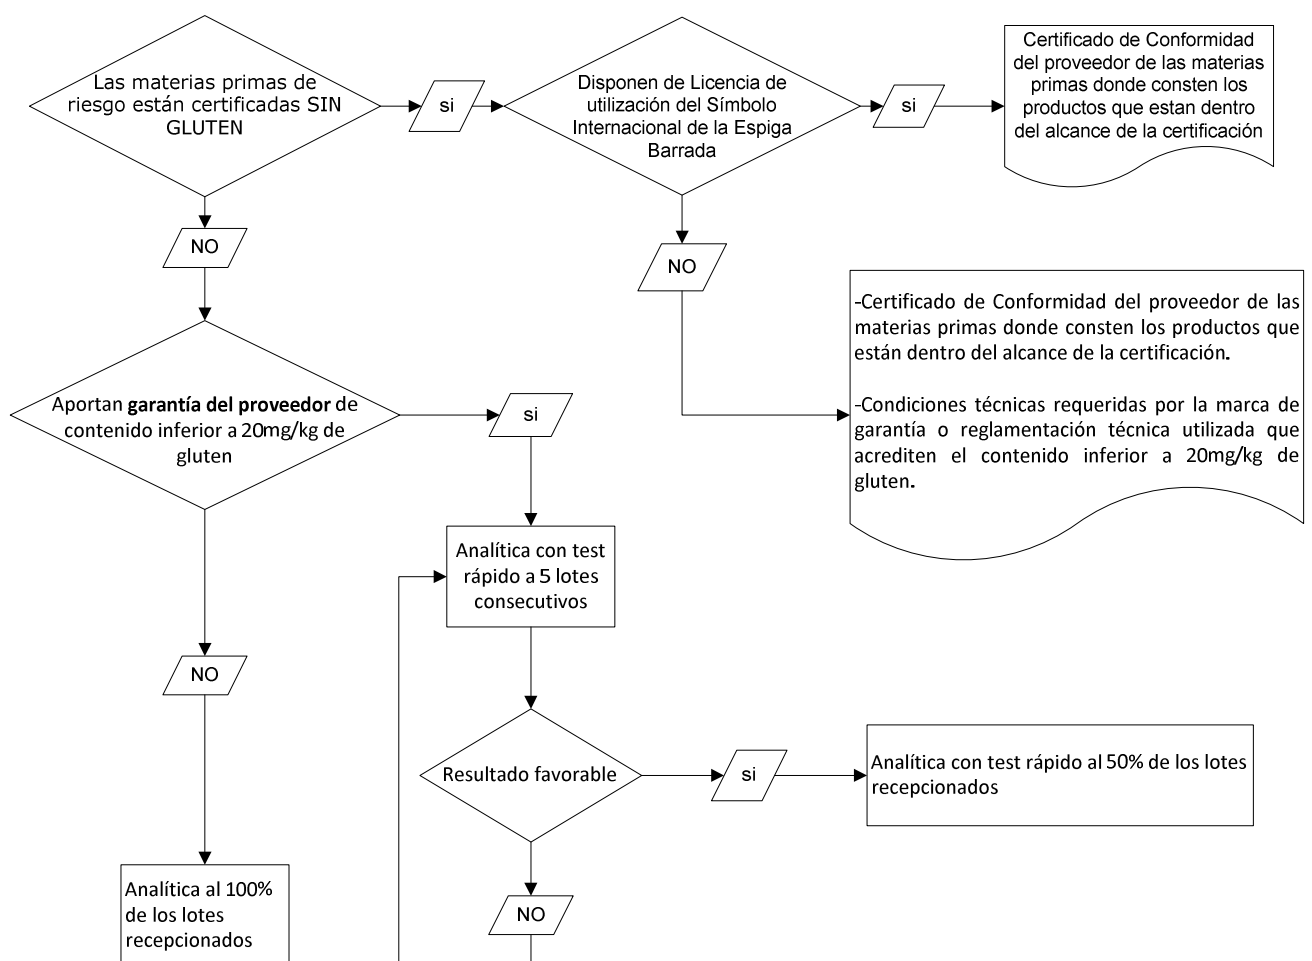 Las materias primas de
riesgo están certificadas SIN
GLUTEN
si
Disponen de Licencia de
utilización del Símbolo
Internacional de la Espiga
Barrada
si
Certificado de Conformidad
del proveedor de las materias
primas donde consten los
productos que estan dentro
del alcance de la certificación
NO
NO
-Certificado de Conformidad del proveedor de las
materias primas donde consten los productos que
están dentro del alcance de la certificación.
-Condiciones técnicas requeridas por la marca de
garantía o reglamentación técnica utilizada que
acrediten el contenido inferior a 20mg/kg de
gluten.
Aportan garantía del proveedor de
contenido inferior a 20mg/kg de
gluten
si
Analítica con test
rápido a 5 lotes
consecutivos
NO
Resultado favorable
si
Analítica con test rápido al 50% de los lotes
recepcionados
Analítica al 100%
de los lotes
recepcionados
NO